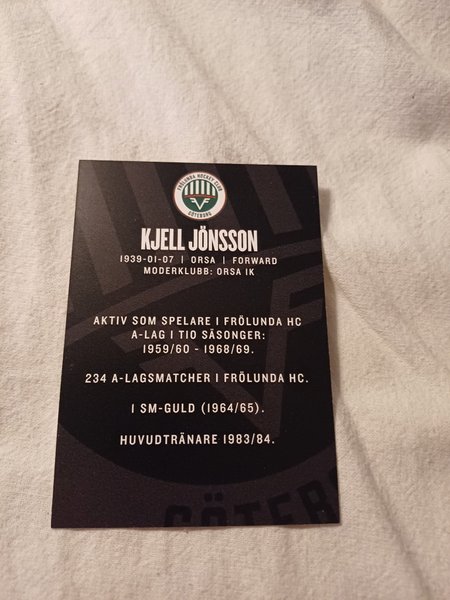 FRÖLUNDA HOCKEY CLUB
GÖTEBORG
KJELL JÖNSSON
1939-01-07 | ORSA | FORWARD
MODERKLUBB: ORSA IK
AKTIV SOM SPELARE I FRÖLUNDA HC
A-LAG I TIO SÄSONGER:
1959/60 - 1968/69.
234 A-LAGSMATCHER I FRÖLUNDA HC.
1 SM-GULD (1964/65).
HUVUDTRÄNARE 1983/84.
GÖTEB